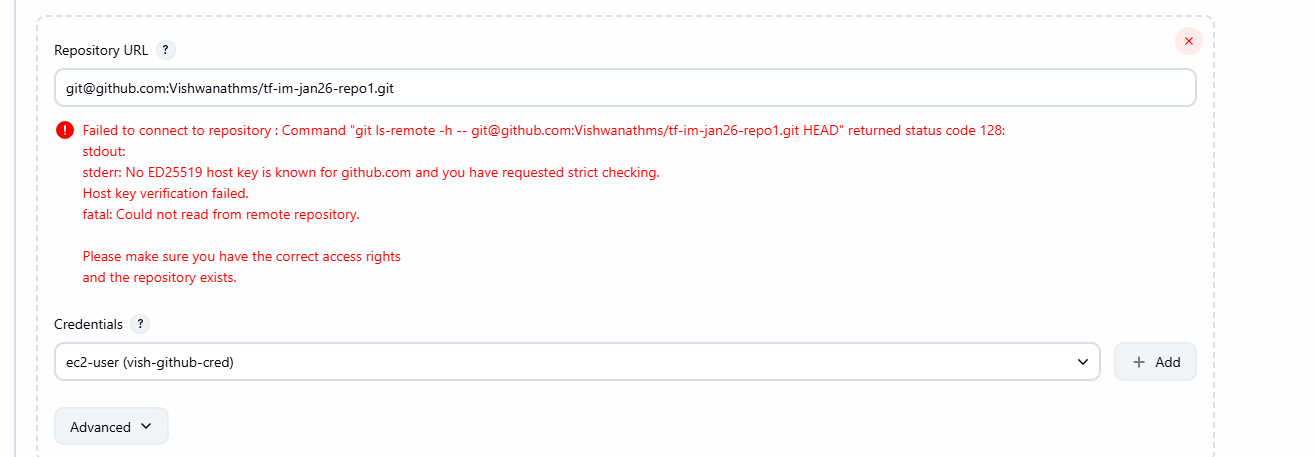 Repository URL ?
git@github.com:Vishwanathms/tf-im-jan26-repo1.git
Failed to connect to repository : Command "git ls-remote -h -- git@github.com:Vishwanathms/tf-im-jan26-repo1.git HEAD" returned status code 128:
stdout:
stderr: No ED25519 host key is known for github.com and you have requested strict checking.
Host key verification failed.
fatal: Could not read from remote repository.
Please make sure you have the correct access rights
and the repository exists.
Credentials ?
ec2-user (vish-github-cred)
+ Add
Advanced